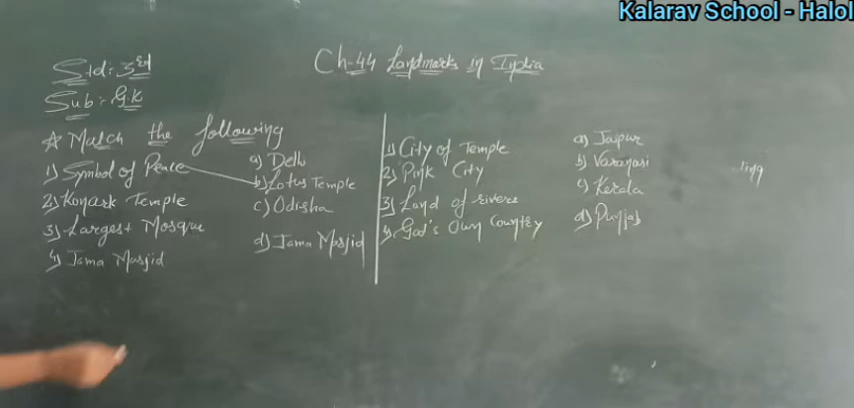 Kalarav School - Halol
Std: 3rd
Ch-44 Landmarks in India
Sub: G.K
* Match the following
1) Symbol of Peace
2) Konark Temple
3) Largest Mosque
4) Jama Masjid
a) Delhi
b) Lotus Temple
c) Odisha
d) Jama Masjid
1) City of Temple
2) Pink City
3) Land of rivers
4) God's Own Country
a) Jaipur
b) Varanasi
c) Kerala
d) Punjab